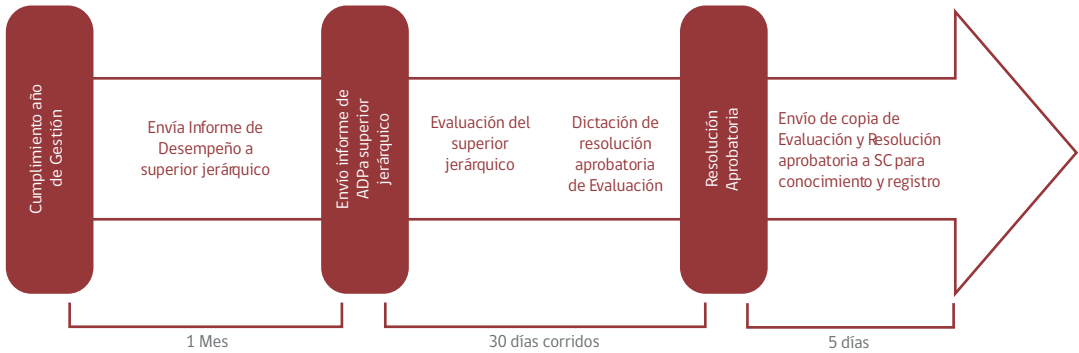 Cumplimiento año
de Gestión
Envía Informe de
Desempeño a
superior jerárquico
Envío informe de
ADPa superior
jerárquico
Evaluación del
superior
jerárquico
Dictación de
resolución
aprobatoria
de Evaluación
Resolución
Aprobatoria
Envío de copia de
Evaluación y Resolución
aprobatoria a SC para
conocimiento y registro
1 Mes
30 días corridos
5 días